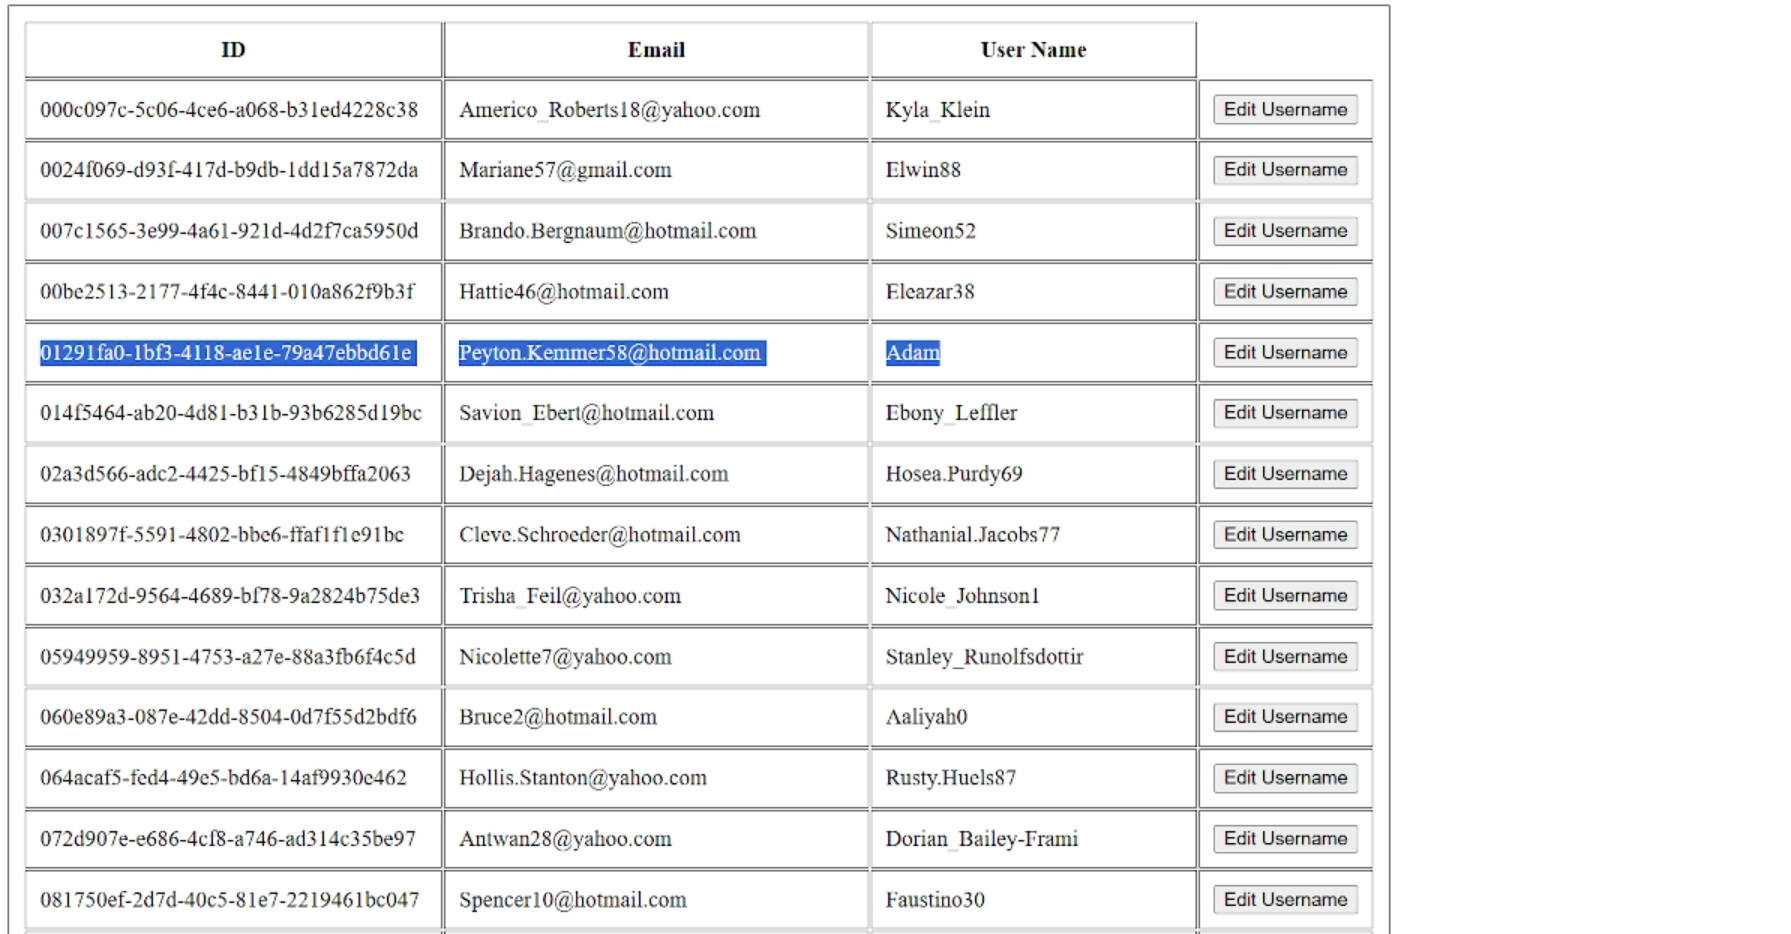 ID Email User Name
000c097c-5c06-4ce6-a068-b31ed4228c38 Americo_Roberts18@yahoo.com Kyla_Klein Edit Username
0024f069-d93f-417d-b9db-1dd15a7872da Mariane57@gmail.com Elwin88 Edit Username
007c1565-3e99-4a61-921d-4d2f7ca5950d Brando.Bergnaum@hotmail.com Simeon52 Edit Username
00be2513-2177-4f4c-8441-010a862f9b3f Hattie46@hotmail.com Eleazar38 Edit Username
01291fa0-1bf3-4118-ae1e-79a47ebbd61e Peyton.Kemmer58@hotmail.com Adam Edit Username
014f5464-ab20-4d81-b31b-93b6285d19bc Savion_Ebert@hotmail.com Ebony_Leffler Edit Username
02a3d566-adc2-4425-bf15-4849bffa2063 Dejah.Hagenes@hotmail.com Hosea.Purdy69 Edit Username
0301897f-5591-4802-bbe6-ffaf1f1e91bc Cleve.Schroeder@hotmail.com Nathanial.Jacobs77 Edit Username
032a172d-9564-4689-bf78-9a2824b75de3 Trisha_Feil@yahoo.com Nicole_Johnson1 Edit Username
05949959-8951-4753-a27e-88a3fb6f4c5d Nicolette7@yahoo.com Stanley_Runolfsdottir Edit Username
060e89a3-087e-42dd-8504-0d7f55d2bdf6 Bruce2@hotmail.com Aaliyah0 Edit Username
064acaf5-fed4-49e5-bd6a-14af9930e462 Hollis.Stanton@yahoo.com Rusty.Huels87 Edit Username
072d907e-e686-4cf8-a746-ad314c35be97 Antwan28@yahoo.com Dorian_Bailey-Frami Edit Username
081750ef-2d7d-40c5-81e7-2219461bc047 Spencer10@hotmail.com Faustino30 Edit Username